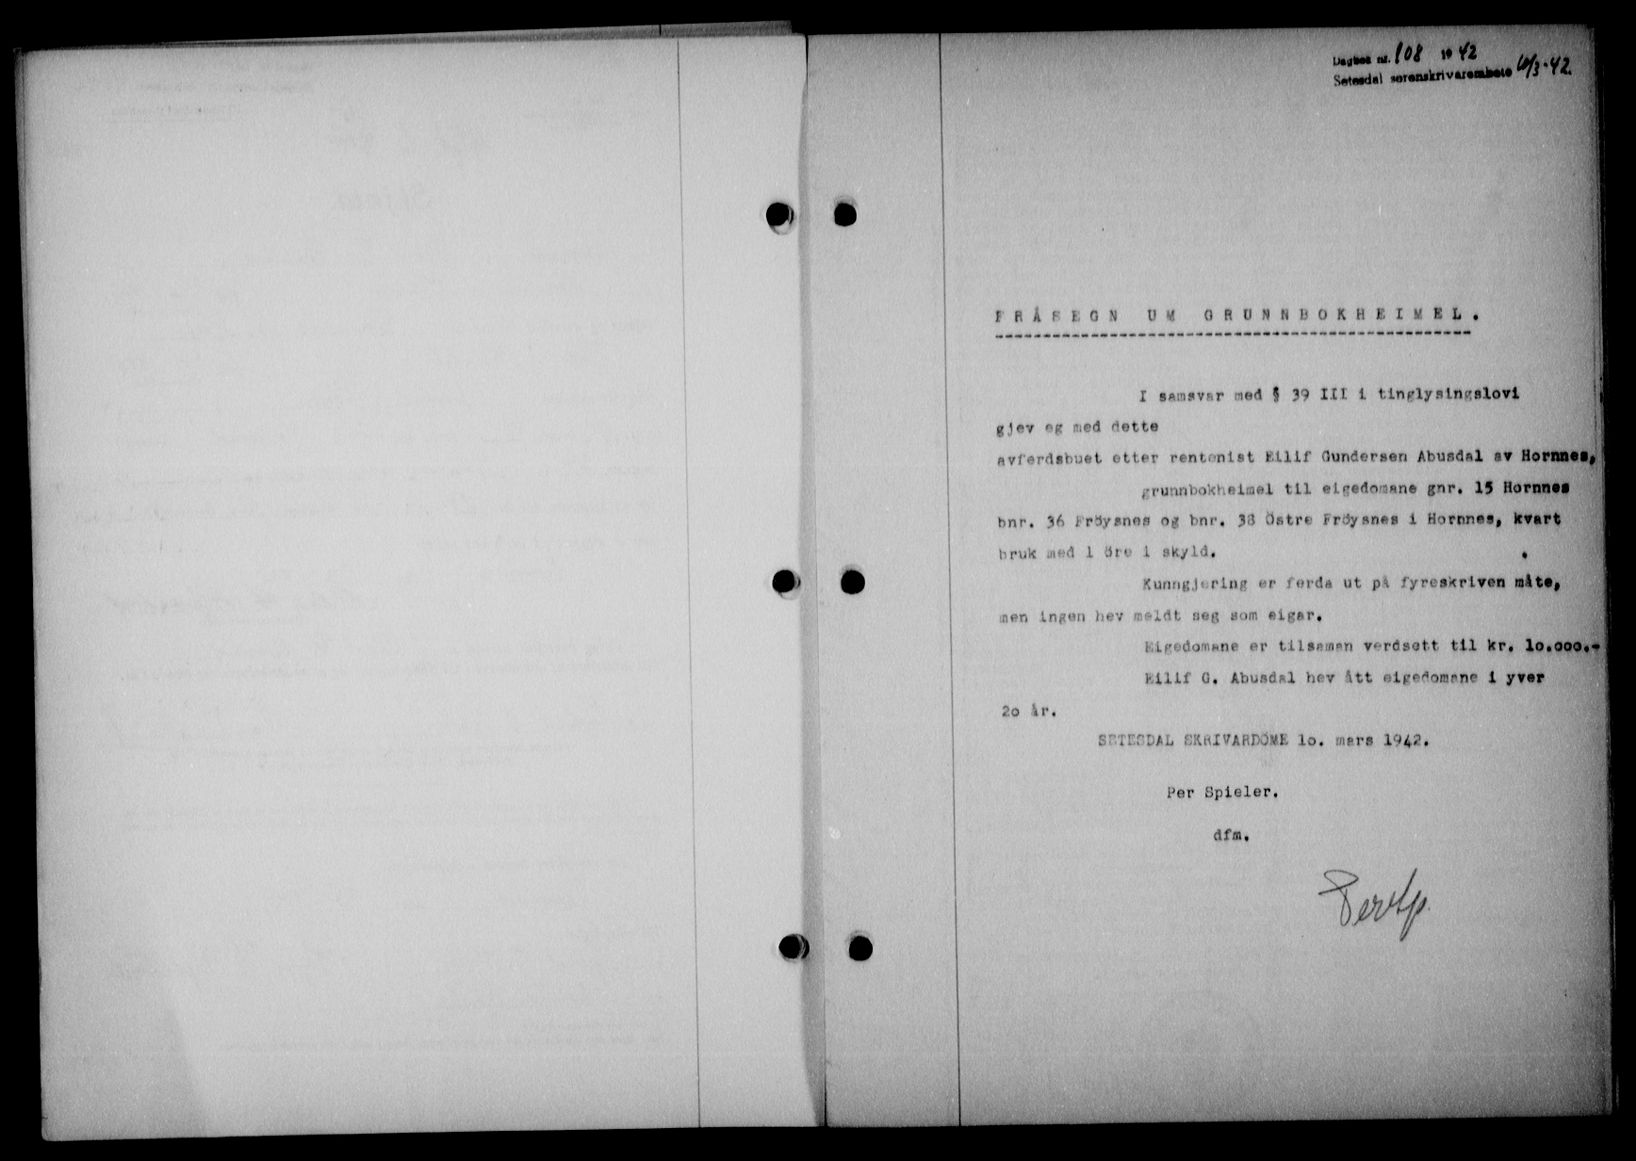 Dagbok nr. 108 1942
Setesdal sorenskrivarembete 10/3-42.
FRÅSEGN UM GRUNNBOKHEIMEL.
I samsvar med § 39 III i tinglysingslovi
gjev eg med dette
avferdsbuet etter rentenist Eilif Gundersen Abusdal av Hornnes,
grunnbokheimel til eigedomane gnr. 15 Hornnes
bnr. 36 Fröysnes og bnr. 38 Östre Fröysnes i Hornnes, kvart
bruk med 1 öre i skyld.
Kunngjering er ferda ut på fyreskriven måte,
men ingen hev meldt seg som eigar.
Eigedomane er tilsaman verdsett til kr. 10.000.-
Eilif G. Abusdal hev ått eigedomane i yver
20 år.
SETESDAL SKRIVARDÖME 10. mars 1942.
Per Spieler.
dfm.